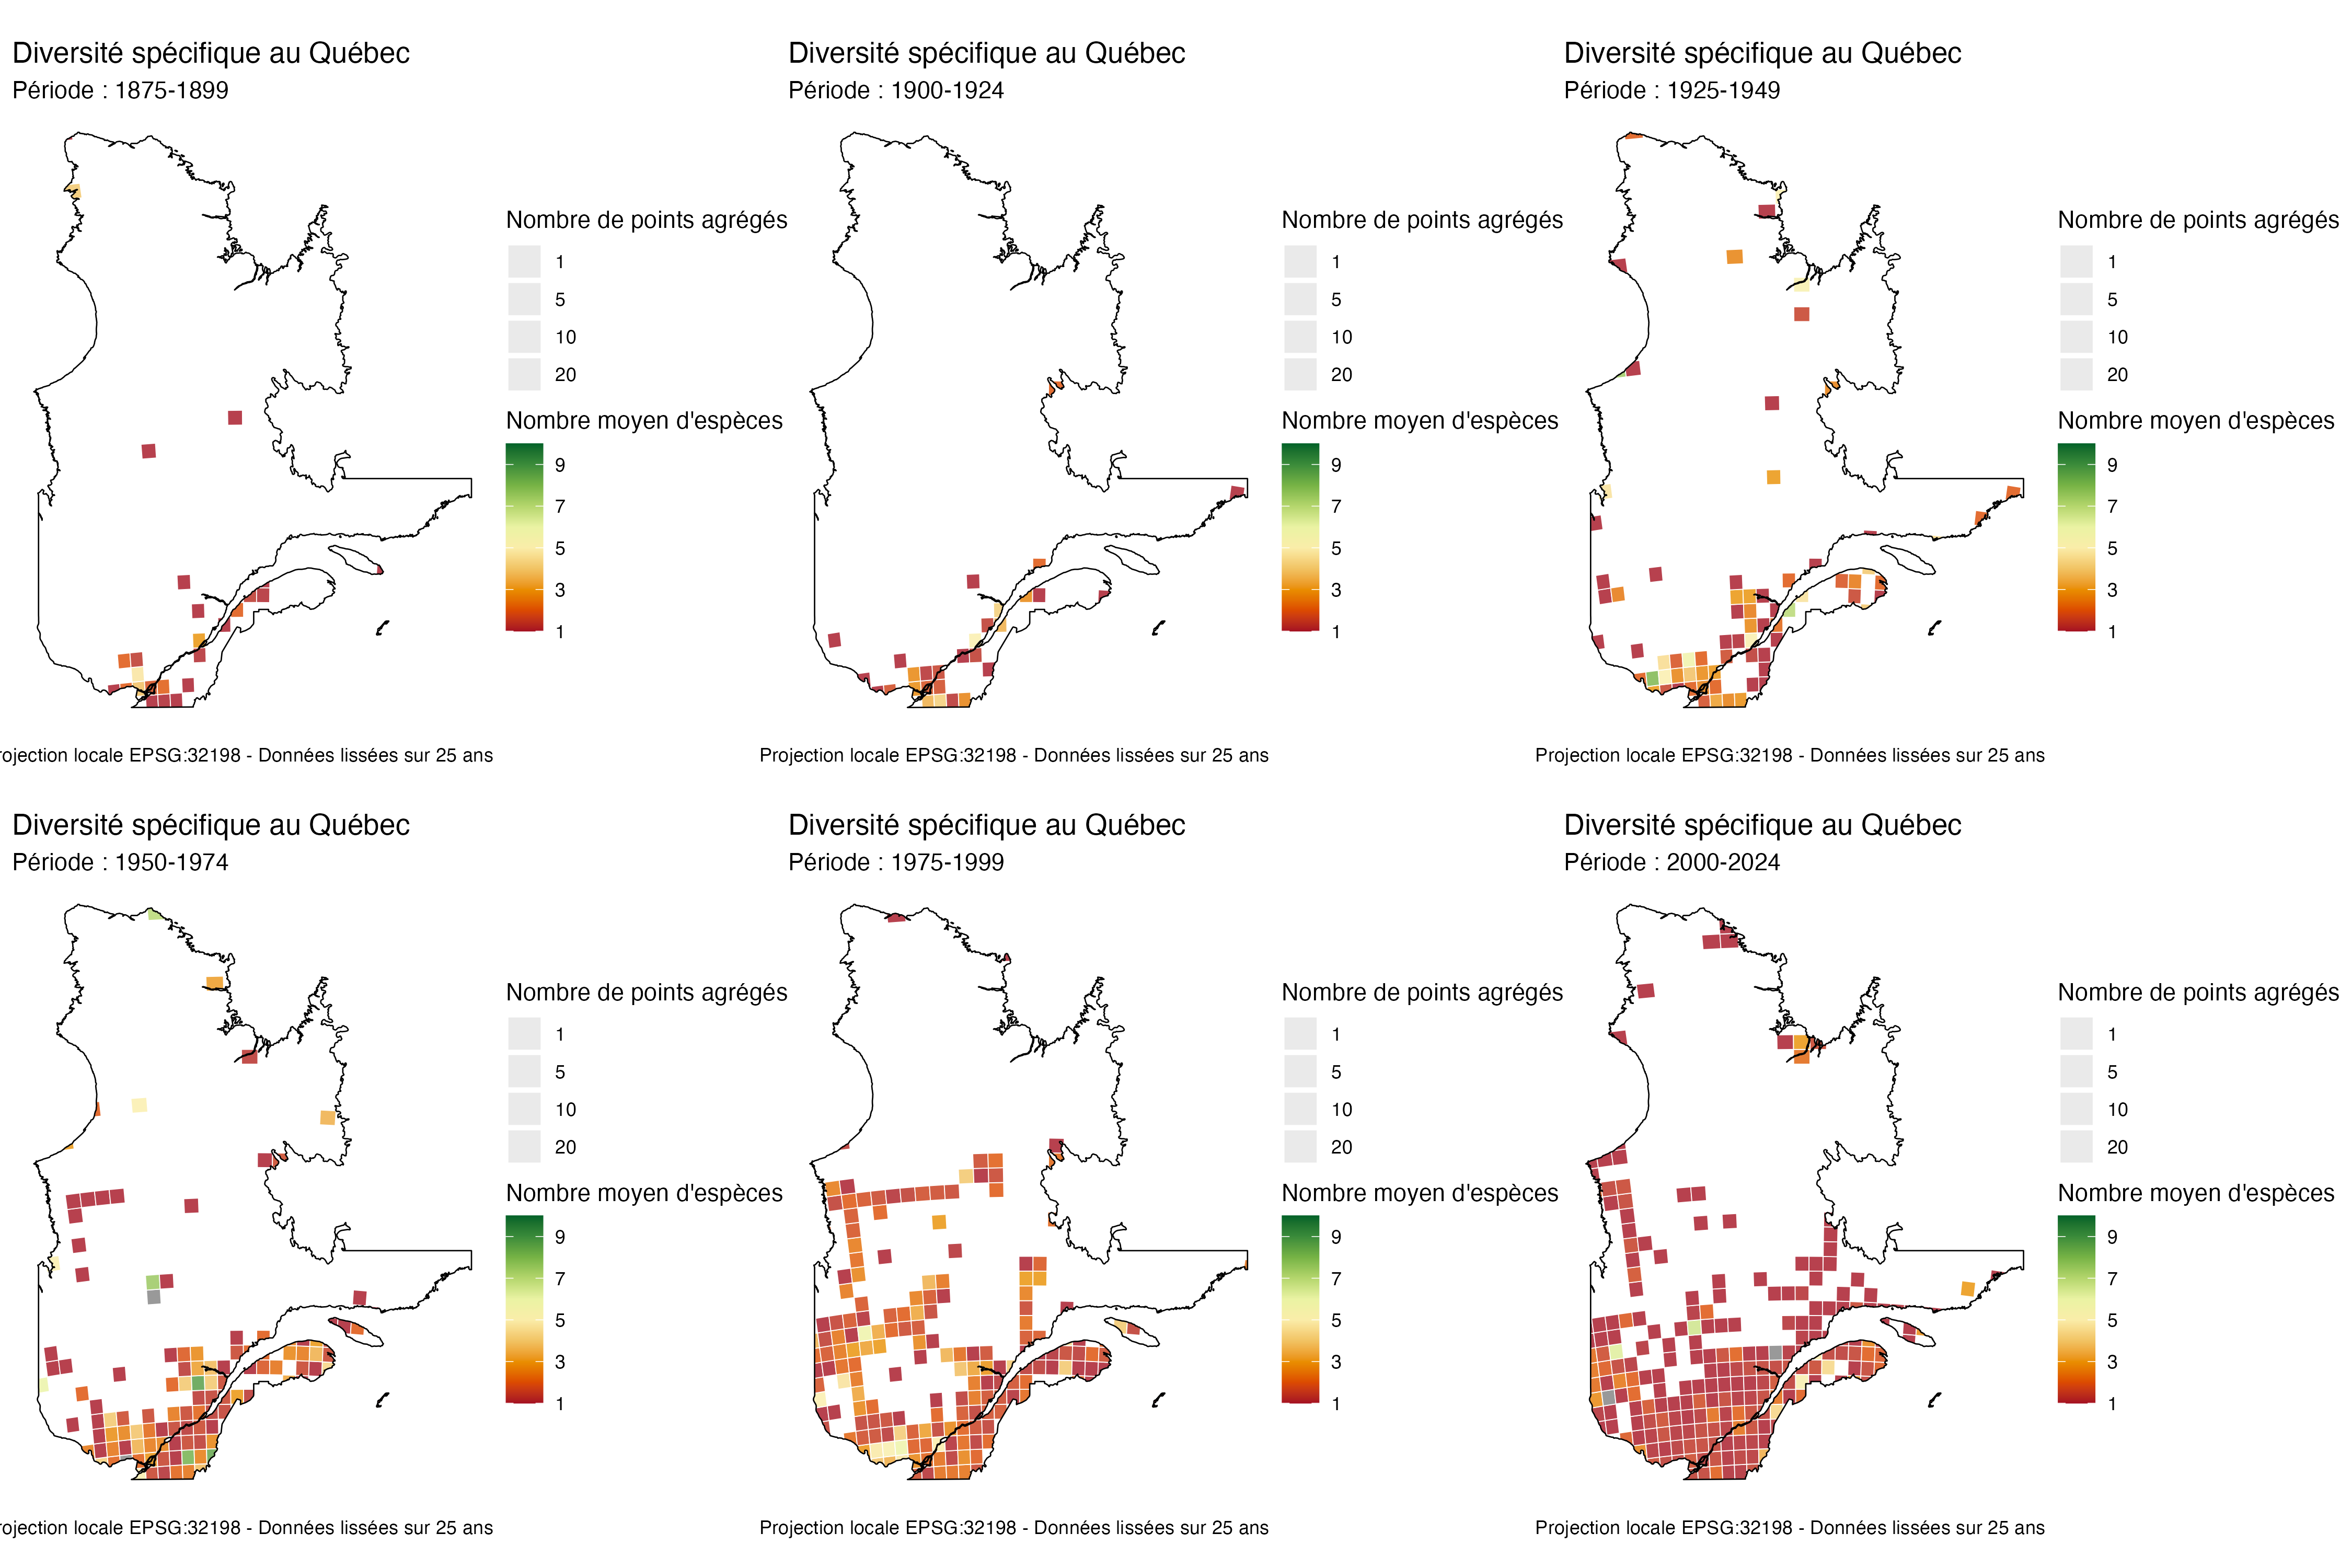 Diversité spécifique au Québec
Période : 1875-1899
Nombre de points agrégés
1
5
10
20
Nombre moyen d'espèces
9
7
5
3
1
rojection locale EPSG:32198 - Données lissées sur 25 ans
Diversité spécifique au Québec
Période : 1900-1924
Nombre de points agrégés
1
5
10
20
Nombre moyen d'espèces
9
7
5
3
1
Projection locale EPSG:32198 - Données lissées sur 25 ans
Diversité spécifique au Québec
Période : 1925-1949
Nombre de points agrégés
1
5
10
20
Nombre moyen d'espèces
9
7
5
3
1
Projection locale EPSG:32198 - Données lissées sur 25 ans
Diversité spécifique au Québec
Période : 1950-1974
Nombre de points agrégés
1
5
10
20
Nombre moyen d'espèces
9
7
5
3
1
rojection locale EPSG:32198 - Données lissées sur 25 ans
Diversité spécifique au Québec
Période : 1975-1999
Nombre de points agrégés
1
5
10
20
Nombre moyen d'espèces
9
7
5
3
1
Projection locale EPSG:32198 - Données lissées sur 25 ans
Diversité spécifique au Québec
Période : 2000-2024
Nombre de points agrégés
1
5
10
20
Nombre moyen d'espèces
9
7
5
3
1
Projection locale EPSG:32198 - Données lissées sur 25 ans